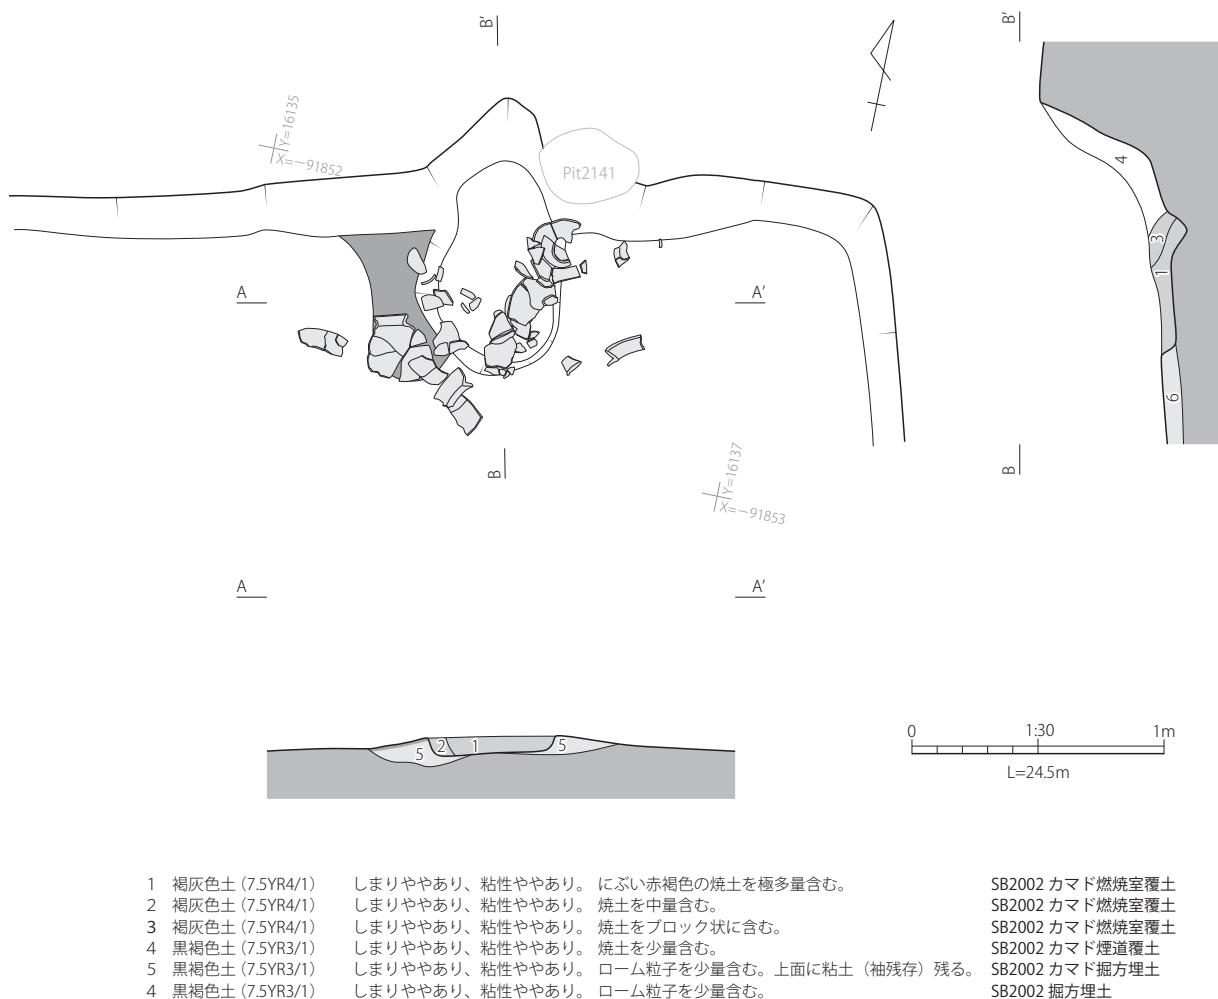 B'
B'
Y=16135
X=−91852
Pit2141
4
3
1
6
A
A'
B
B
Y=16137
X=−91853
A
A'
5
2
1
5
0
1:30
1m
L=24.5m
1 褐灰色土 (7.5YR4/1) しまりややあり、粘性ややあり。 にぶい赤褐色の焼土を極多量含む。 SB2002 カマド燃焼室覆土
2 褐灰色土 (7.5YR4/1) しまりややあり、粘性ややあり。 焼土を中量含む。 SB2002 カマド燃焼室覆土
3 褐灰色土 (7.5YR4/1) しまりややあり、粘性ややあり。 焼土をブロック状に含む。 SB2002 カマド燃焼室覆土
4 黒褐色土 (7.5YR3/1) しまりややあり、粘性ややあり。 焼土を少量含む。 SB2002 カマド煙道覆土
5 黒褐色土 (7.5YR3/1) しまりややあり、粘性ややあり。 ローム粒子を少量含む。上面に粘土（袖残存）残る。 SB2002 カマド掘方埋土
4 黒褐色土 (7.5YR3/1) しまりややあり、粘性ややあり。 ローム粒子を少量含む。 SB2002 掘方埋土